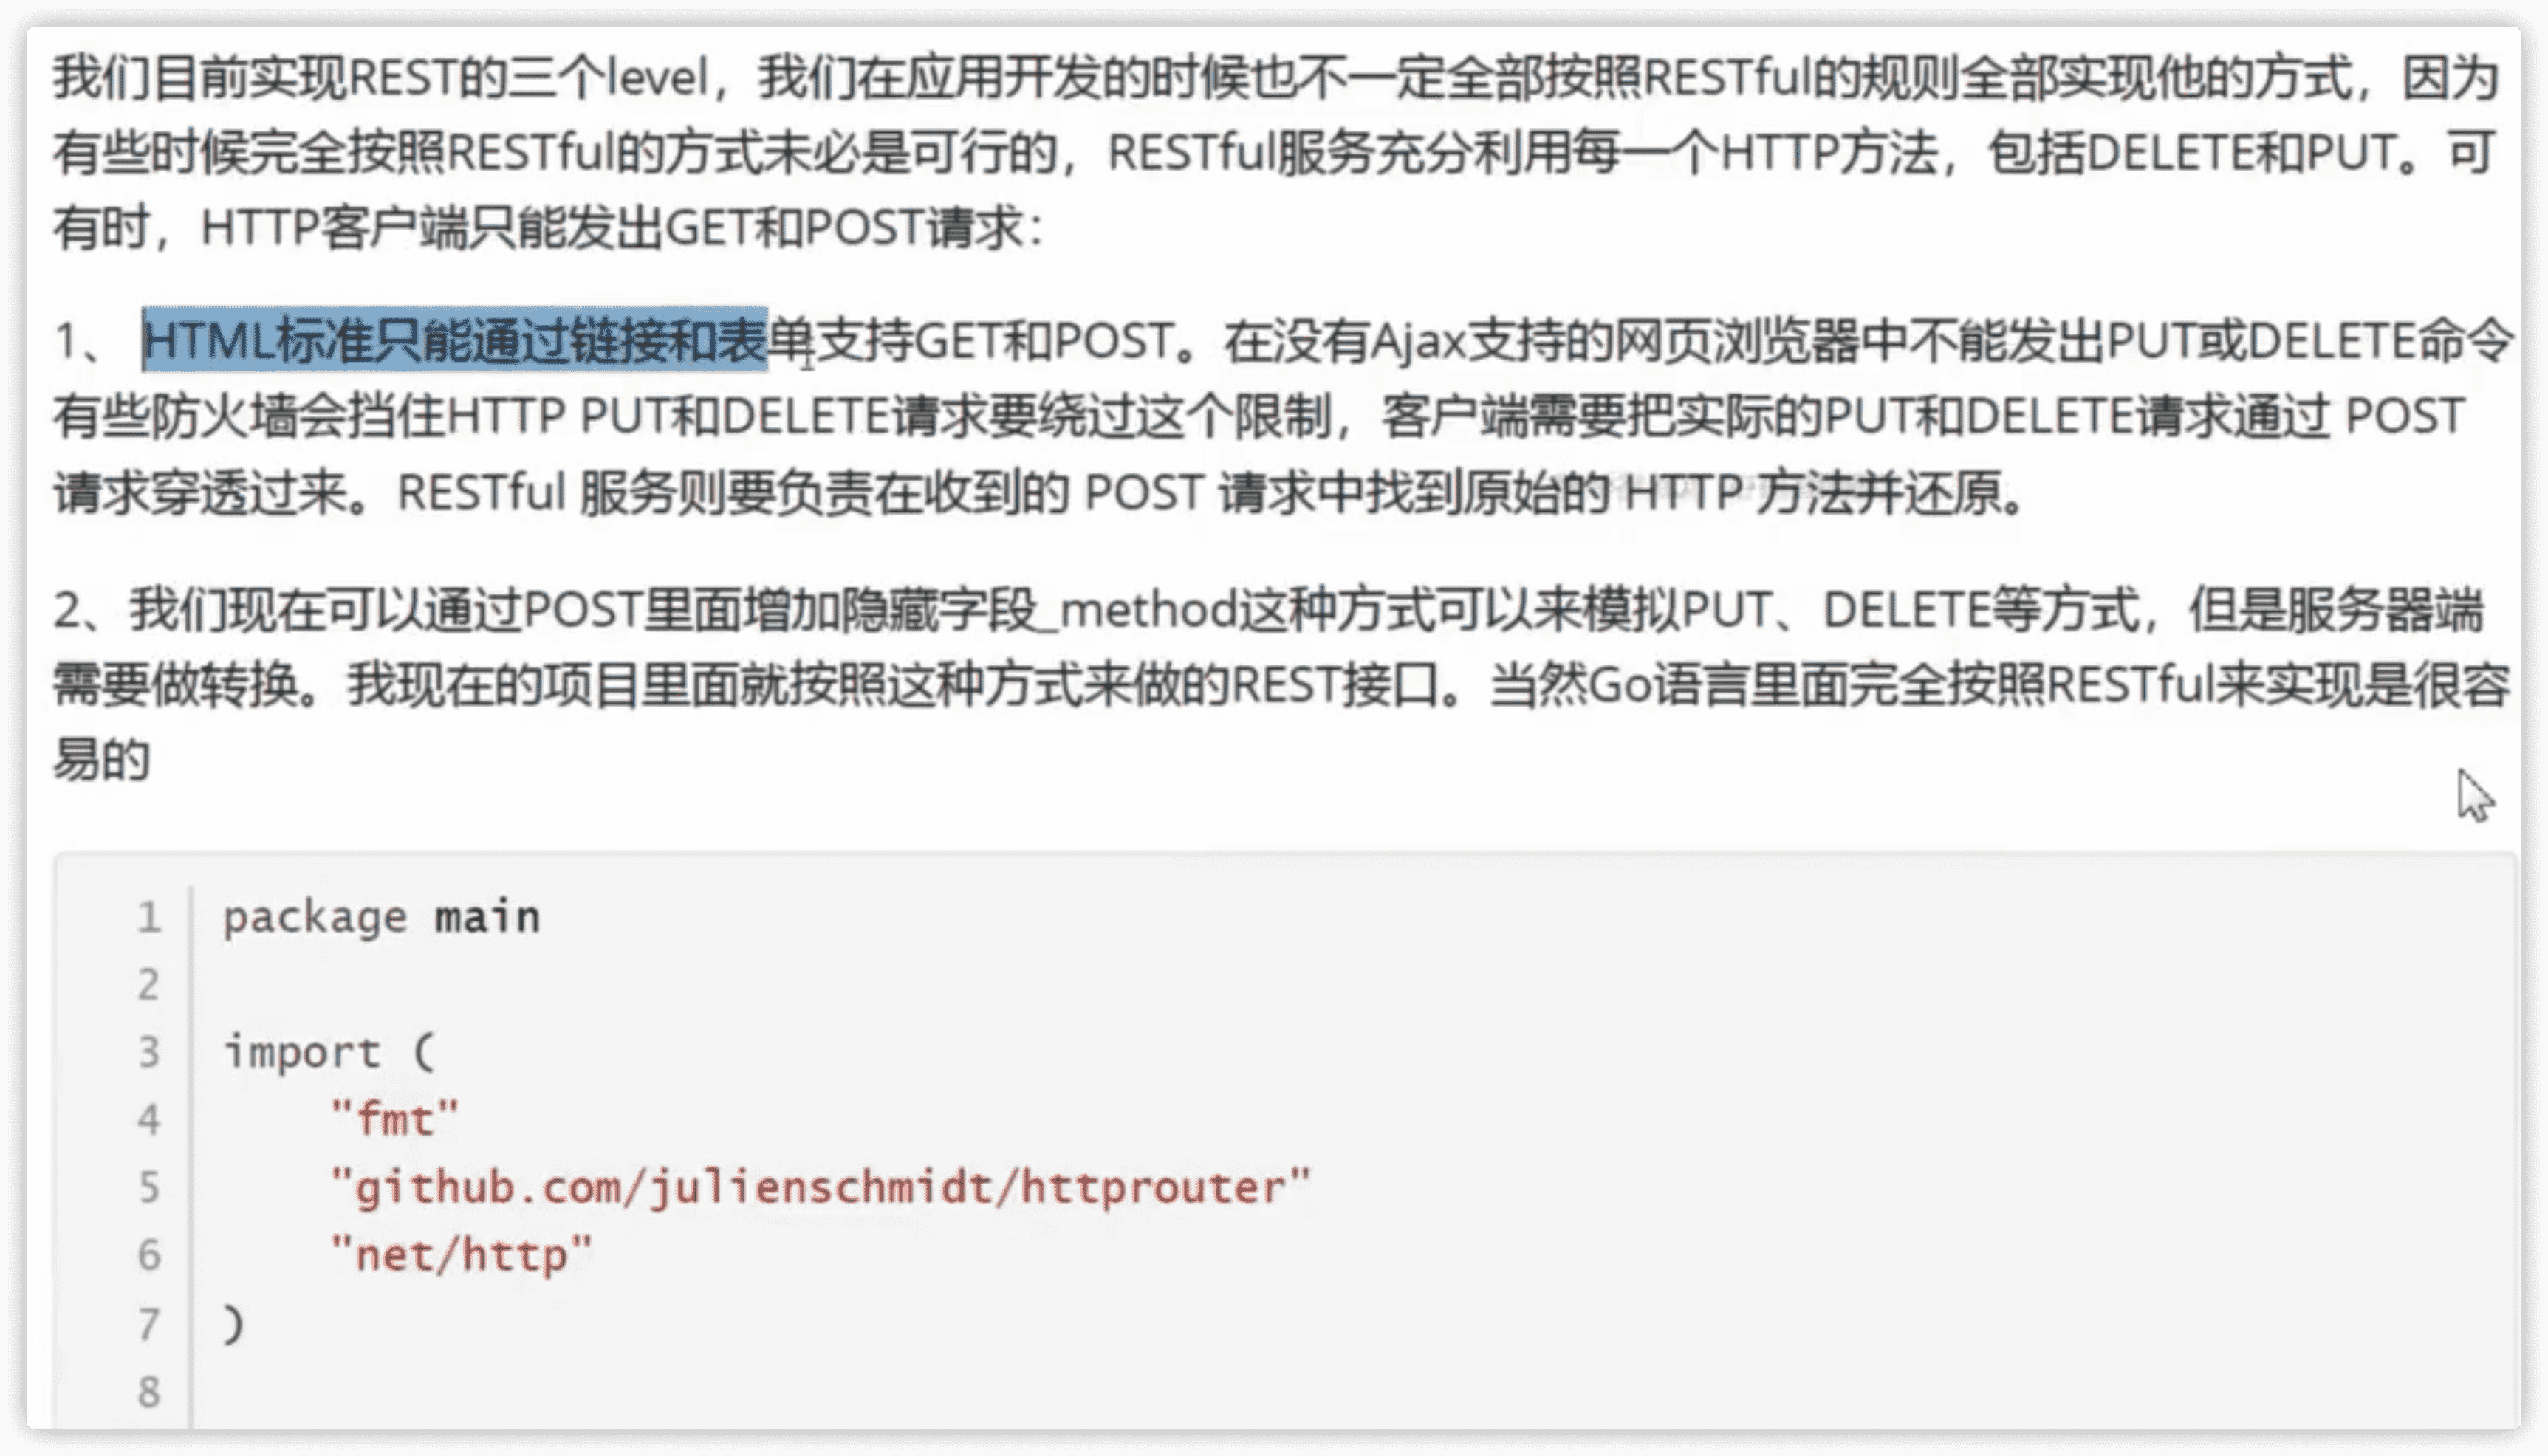 我们目前实现REST的三个level，我们在应用开发的时候也不一定全部按照RESTful的规则全部实现他的方式，因为
有些时候完全按照RESTful的方式未必是可行的，RESTful服务充分利用每一个HTTP方法，包括DELETE和PUT。可
有时，HTTP客户端只能发出GET和POST请求：
1、 HTML标准只能通过链接和表单支持GET和POST。在没有Ajax支持的网页浏览器中不能发出PUT或DELETE命令
有些防火墙会挡住HTTP PUT和DELETE请求要绕过这个限制，客户端需要把实际的PUT和DELETE请求通过 POST
请求穿透过来。RESTful 服务则要负责在收到的 POST 请求中找到原始的 HTTP 方法并还原。
2、我们现在可以通过POST里面增加隐藏字段_method这种方式可以来模拟PUT、DELETE等方式，但是服务器端
需要做转换。我现在的项目里面就按照这种方式来做的REST接口。当然Go语言里面完全按照RESTful来实现是很容
易的
1 package main
2
3 import (
4 "fmt"
5 "github.com/julienschmidt/httprouter"
6 "net/http"
7 )
8